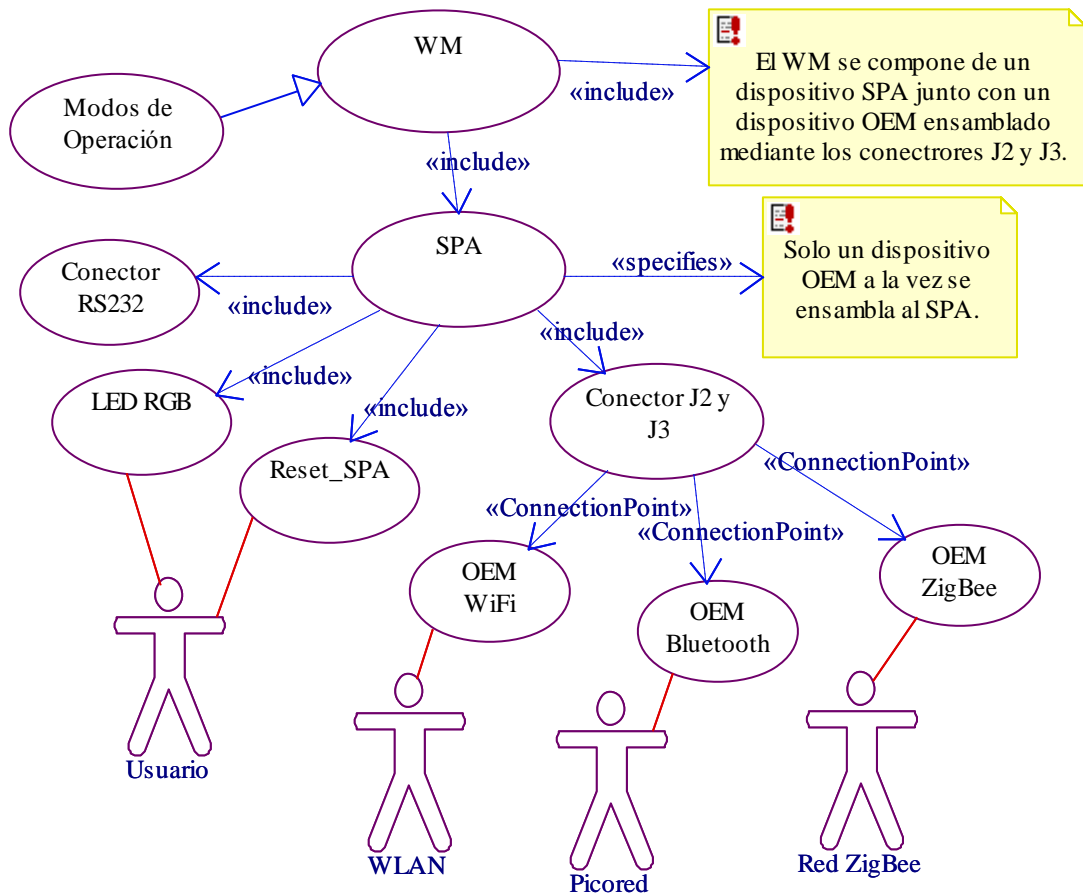 WM
«include»
El WM se compone de un
dispositivo SPA junto con un
dispositivo OEM ensamblado
mediante los conectrores J2 y J3.
Modos de
Operación
«include»
SPA
«specifies»
Solo un dispositivo
OEM a la vez se
ensambla al SPA.
Conector
RS232
«include»
«include»
«include»
«include»
LED RGB
Reset_SPA
Conector J2 y
J3
«ConnectionPoint»
«ConnectionPoint»
«ConnectionPoint»
OEM
WiFi
OEM
Bluetooth
OEM
ZigBee
Usuario
WLAN
Picored
Red ZigBee